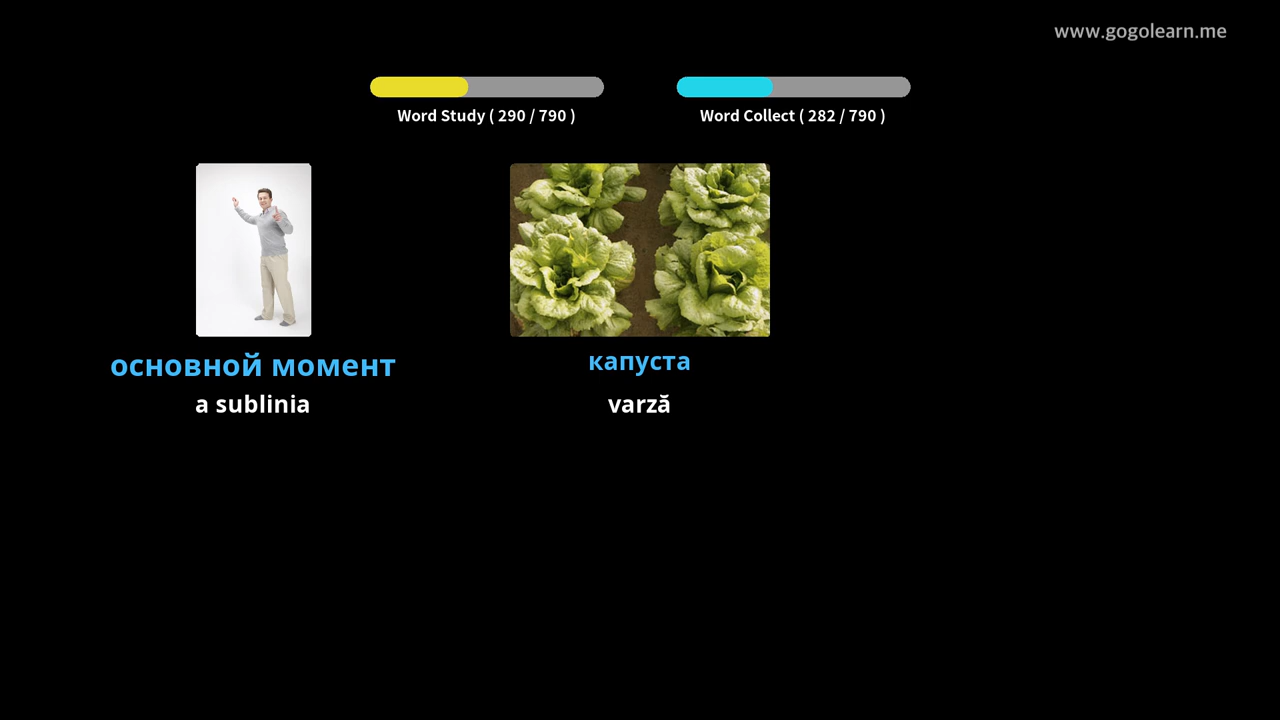 www.gogolearn.me
Word Study ( 290 / 790 )
Word Collect ( 282 / 790 )
основной момент
a sublinia
капуста
varză